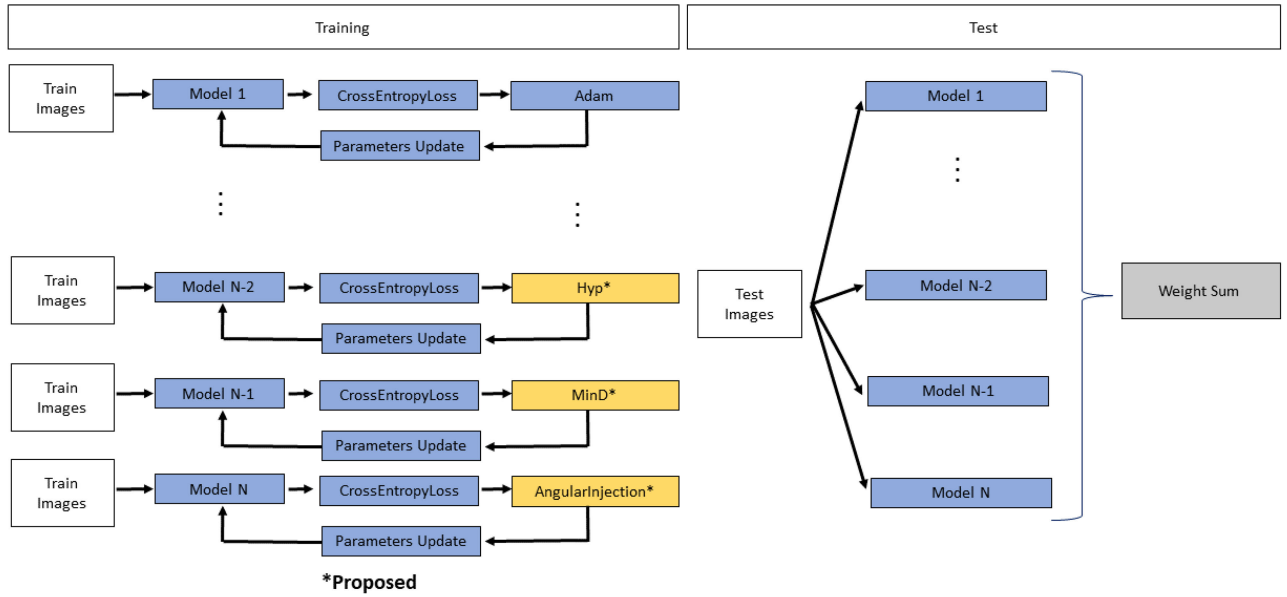 Training
Test
Train
Images
Model 1
CrossEntropyLoss
Adam
Parameters Update
Train
Images
Model N-2
CrossEntropyLoss
Hyp*
Parameters Update
Train
Images
Model N-1
CrossEntropyLoss
MinD*
Parameters Update
Train
Images
Model N
CrossEntropyLoss
AngularInjection*
Parameters Update
*Proposed
Test
Images
Model 1
Model N-2
Model N-1
Model N
Weight Sum